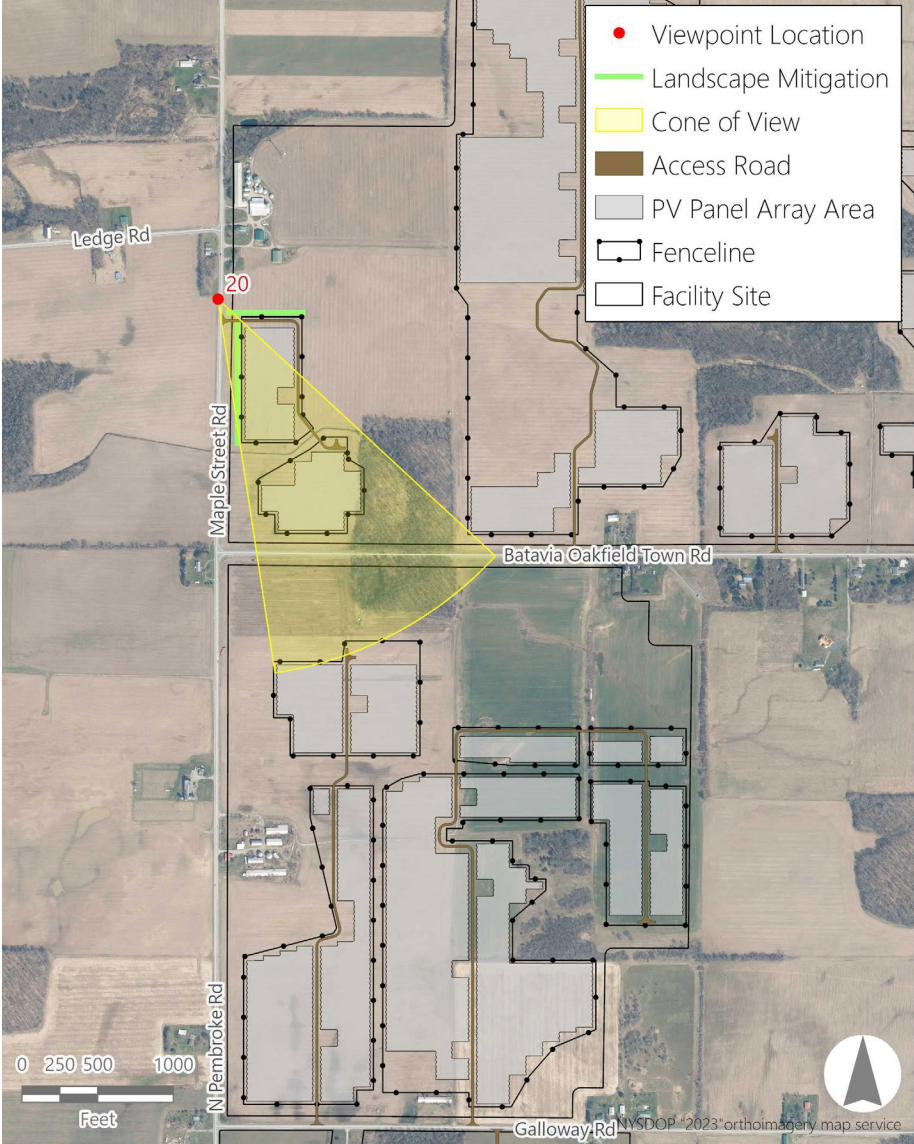 Viewpoint Location
Landscape Mitigation
Cone of View
Access Road
PV Panel Array Area
Fenceline
Facility Site
Ledge Rd
20
Maple Street Rd
Batavia Oakfield Town Rd
N Pembroke Rd
0 250 500 1000
Feet
Galloway Rd
NYSDOP "2023" orthoimagery map service